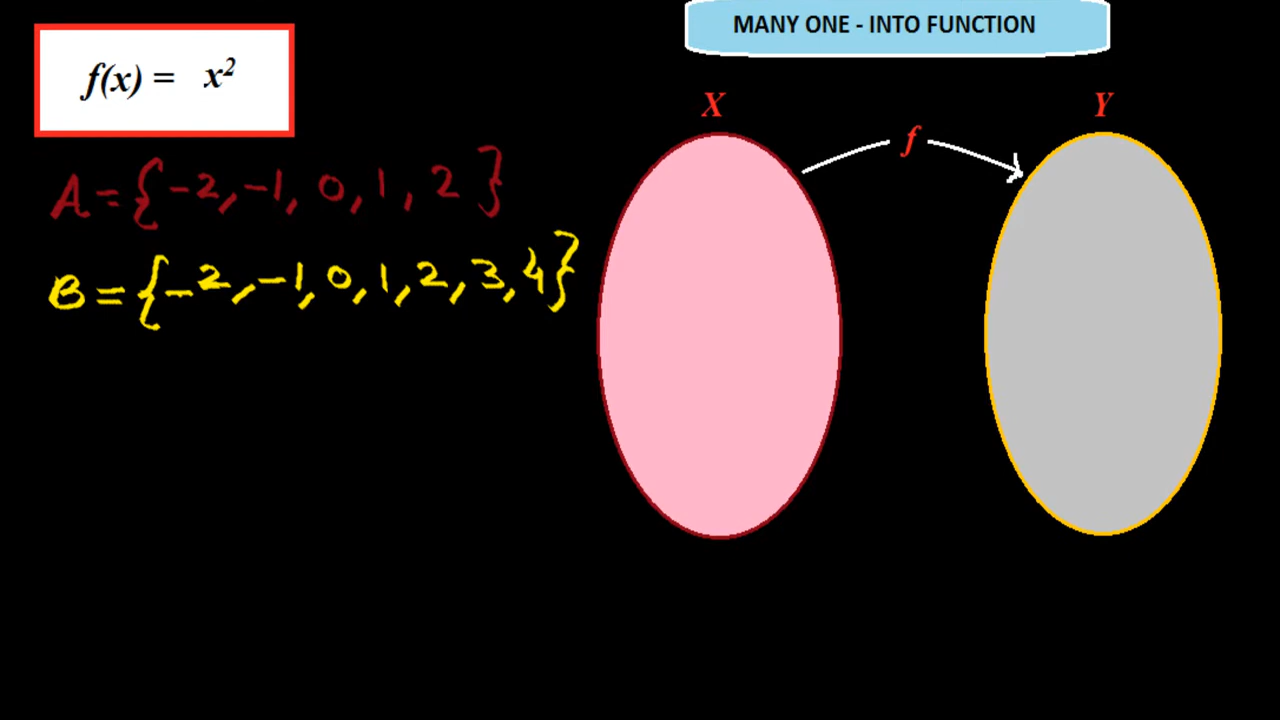 MANY ONE - INTO FUNCTION
f(x) = x²
X
Y
f
A = {-2, -1, 0, 1, 2}
B = {-2, -1, 0, 1, 2, 3, 4}